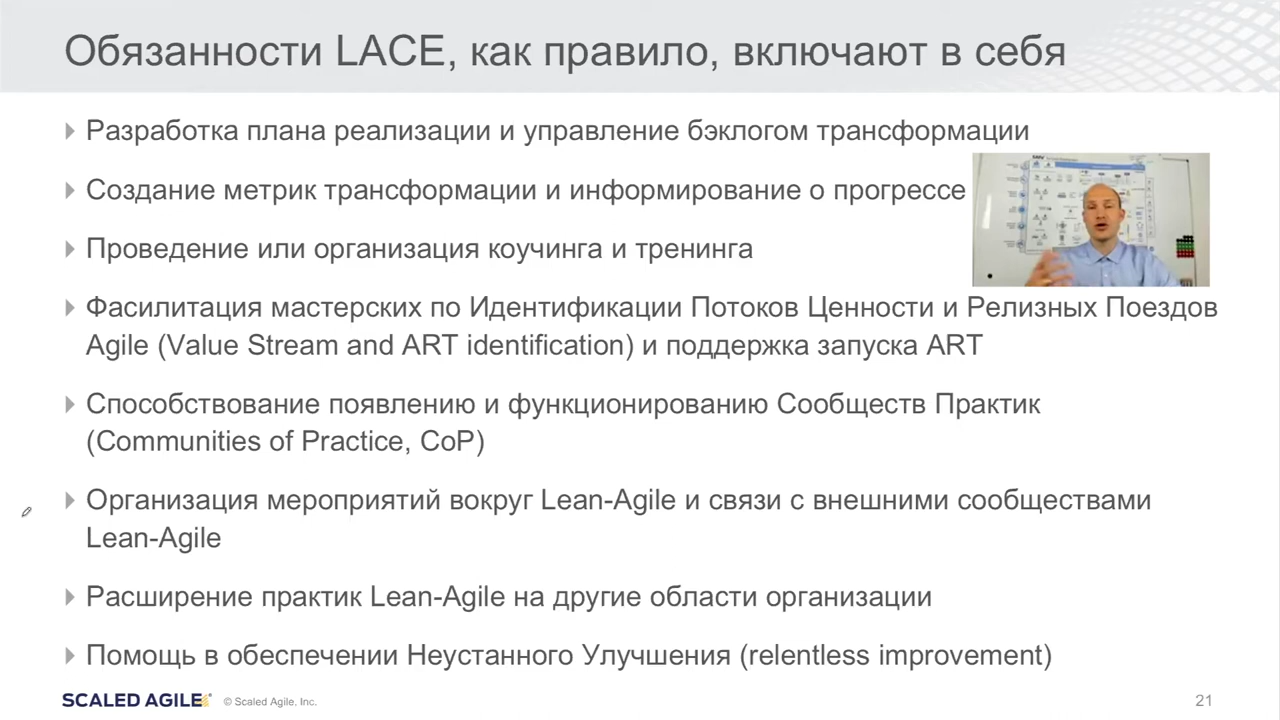 Обязанности LACE, как правило, включают в себя
Разработка плана реализации и управление бэклогом трансформации
Создание метрик трансформации и информирование о прогрессе
Проведение или организация коучинга и тренинга
Фасилитация мастерских по Идентификации Потоков Ценности и Релизных Поездов
Agile (Value Stream and ART identification) и поддержка запуска ART
Способствование появлению и функционированию Сообществ Практик
(Communities of Practice, CoP)
Организация мероприятий вокруг Lean-Agile и связи с внешними сообществами
Lean-Agile
Расширение практик Lean-Agile на другие области организации
Помощь в обеспечении Неустанного Улучшения (relentless improvement)
SCALED AGILE® © Scaled Agile, Inc.
21